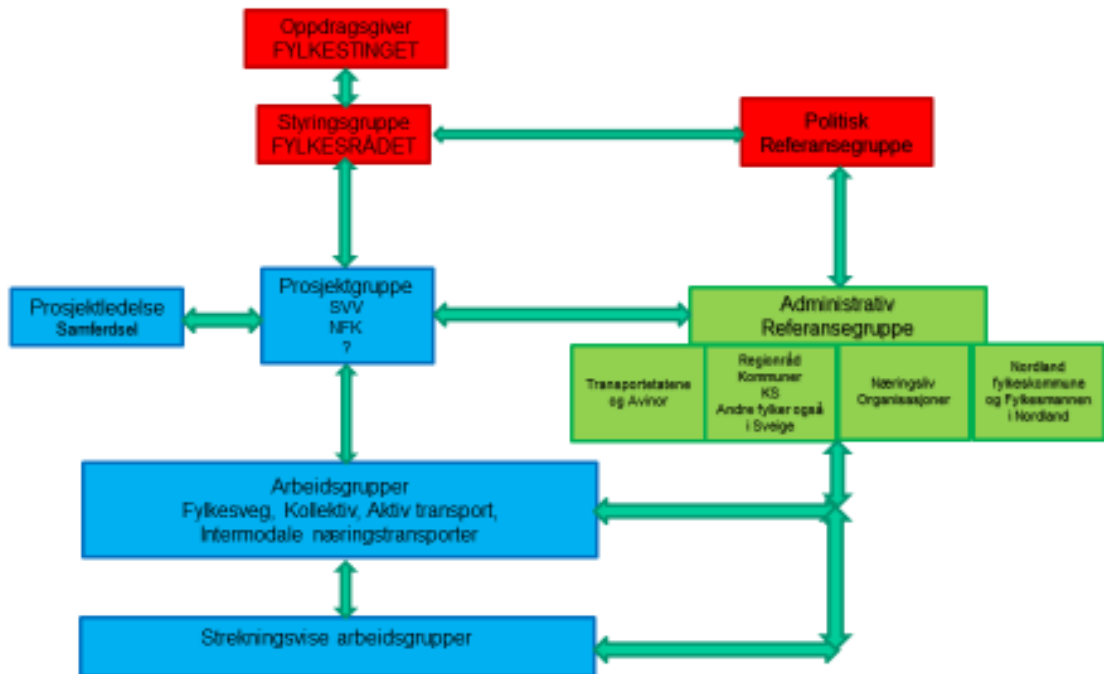 Oppdragsgiver
FYLKESTINGET
Styringsgruppe
FYLKESRÅDET
Politisk
Referansegruppe
Prosjektledelse
Samferdsel
Prosjektgruppe
SVV
NFK
?
Administrativ
Referansegruppe
Transportetatene
og Avinor
Regionråd
Kommuner
KS
Andre fylker også
i Sveige
Næringsliv
Organisasjoner
Nordland
fylkeskommune
og Fylkesmannen
i Nordland
Arbeidsgrupper
Fylkesveg, Kollektiv, Aktiv transport,
Intermodale næringstransporter
Strekningsvise arbeidsgrupper